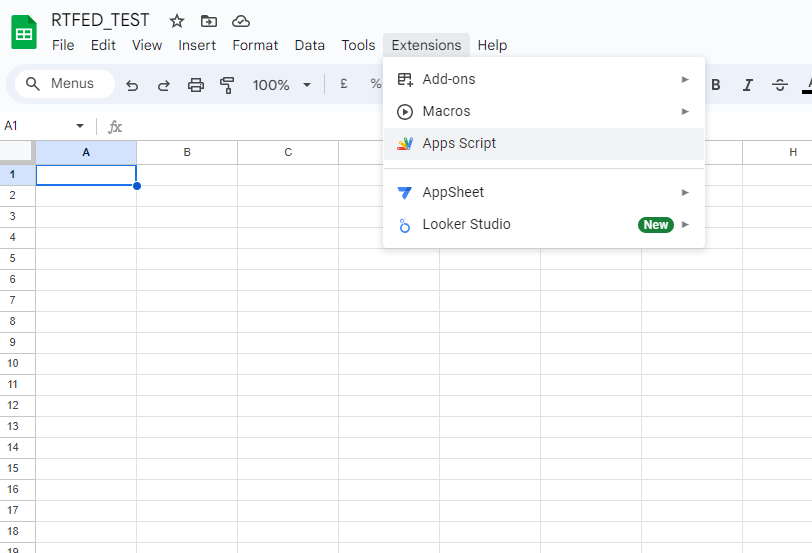 RTFED_TEST
File Edit View Insert Format Data Tools Extensions Help
Menus 100% £ % B I S A
Add-ons
Macros
Apps Script
AppSheet
Looker Studio New
A1 fx
A B C H
1
2
3
4
5
6
7
8
9
10
11
12
13
14
15
16
17
18
19